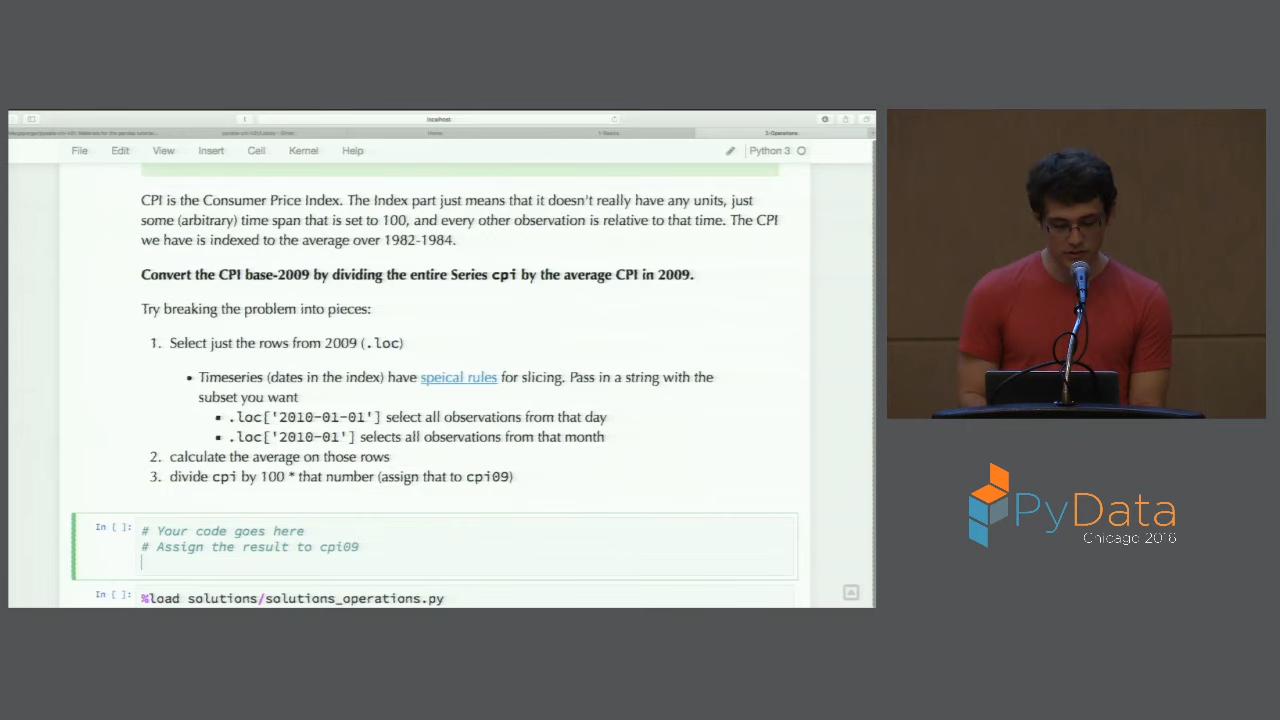 localhost
Home
1-Basics
2-Operations
File Edit View Insert Cell Kernel Help
Python 3
CPI is the Consumer Price Index. The Index part just means that it doesn't really have any units, just
some (arbitrary) time span that is set to 100, and every other observation is relative to that time. The CPI
we have is indexed to the average over 1982-1984.
Convert the CPI base-2009 by dividing the entire Series cpi by the average CPI in 2009.
Try breaking the problem into pieces:
1. Select just the rows from 2009 (.loc)
• Timeseries (dates in the index) have speical rules for slicing. Pass in a string with the
subset you want
▪ .loc['2010-01-01'] select all observations from that day
▪ .loc['2010-01'] selects all observations from that month
2. calculate the average on those rows
3. divide cpi by 100 * that number (assign that to cpi09)
In [ ]: # Your code goes here
# Assign the result to cpi09
In [ ]: %load solutions/solutions_operations.py
PyData
Chicago 2016